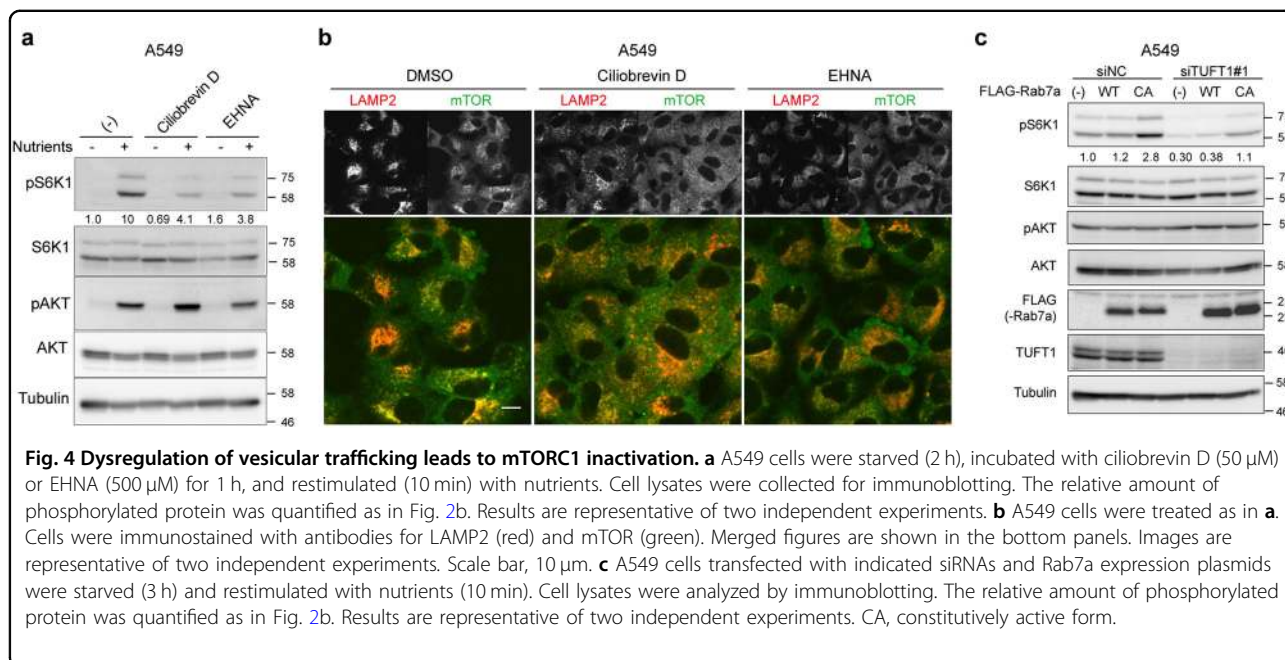 a
A549
(-) Ciliobrevin D EHNA
Nutrients - + - + - +
pS6K1 75
58
1.0 10 0.69 4.1 1.6 3.8
S6K1 75
58
pAKT 58
AKT 58
Tubulin 58
46
b
A549
DMSO Ciliobrevin D EHNA
LAMP2 mTOR LAMP2 mTOR LAMP2 mTOR
c
A549
siNC siTUFT1#1
FLAG-Rab7a (-) WT CA (-) WT CA
pS6K1
1.0 1.2 2.8 0.30 0.38 1.1
S6K1
pAKT
AKT 58
FLAG
(-Rab7a)
TUFT1
Tubulin
46
Fig. 4 Dysregulation of vesicular trafficking leads to mTORC1 inactivation. a A549 cells were starved (2 h), incubated with ciliobrevin D (50 µM)
or EHNA (500 µM) for 1 h, and restimulated (10 min) with nutrients. Cell lysates were collected for immunoblotting. The relative amount of
phosphorylated protein was quantified as in Fig. 2b. Results are representative of two independent experiments. b A549 cells were treated as in a.
Cells were immunostained with antibodies for LAMP2 (red) and mTOR (green). Merged figures are shown in the bottom panels. Images are
representative of two independent experiments. Scale bar, 10 µm. c A549 cells transfected with indicated siRNAs and Rab7a expression plasmids
were starved (3 h) and restimulated with nutrients (10 min). Cell lysates were analyzed by immunoblotting. The relative amount of phosphorylated
protein was quantified as in Fig. 2b. Results are representative of two independent experiments. CA, constitutively active form.